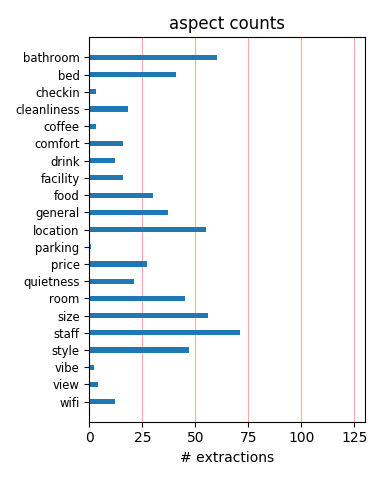 aspect counts
bathroom
bed
checkin
cleanliness
coffee
comfort
drink
facility
food
general
location
parking
price
quietness
room
size
staff
style
vibe
view
wifi
0 25 50 75 100 125
# extractions